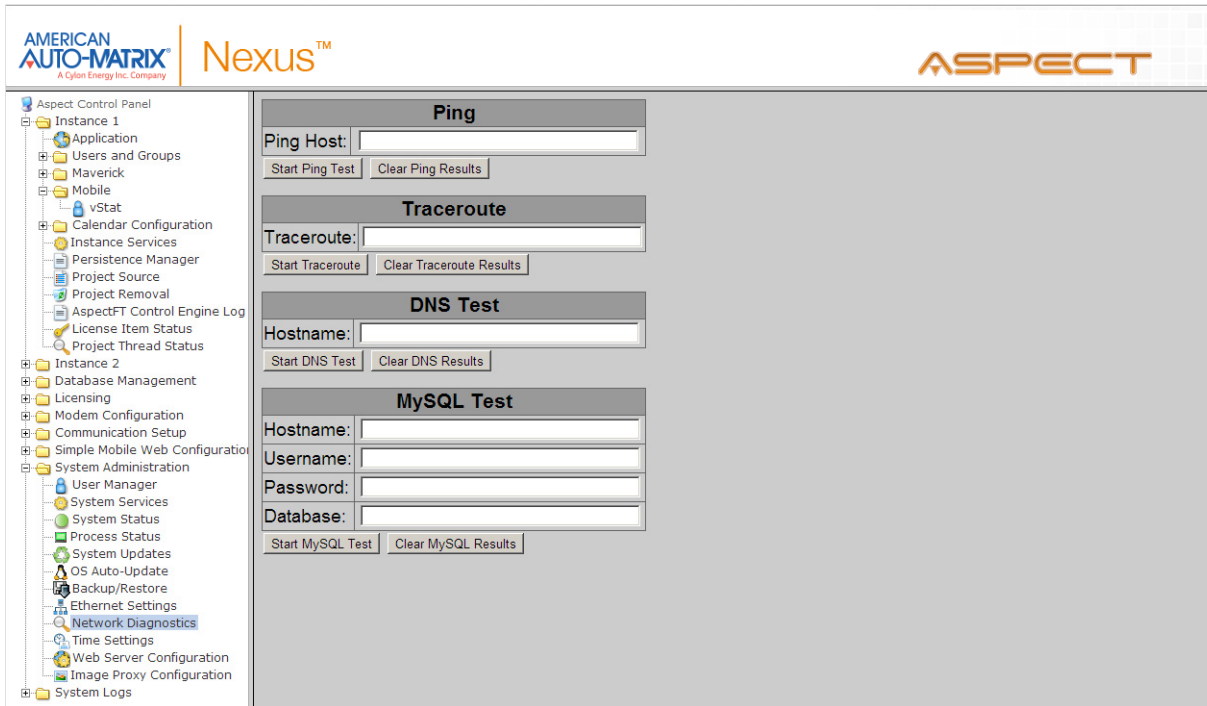 AMERICAN
AUTO-MATRIX®
A Cylon Energy Inc. Company
Nexus™
ASPECT
Aspect Control Panel
Instance 1
Application
Users and Groups
Maverick
Mobile
vStat
Calendar Configuration
Instance Services
Persistence Manager
Project Source
Project Removal
AspectFT Control Engine Log
License Item Status
Project Thread Status
Instance 2
Database Management
Licensing
Modem Configuration
Communication Setup
Simple Mobile Web Configuratio
System Administration
User Manager
System Services
System Status
Process Status
System Updates
OS Auto-Update
Backup/Restore
Ethernet Settings
Network Diagnostics
Time Settings
Web Server Configuration
Image Proxy Configuration
System Logs
Ping
Ping Host:
Start Ping Test Clear Ping Results
Traceroute
Traceroute:
Start Traceroute Clear Traceroute Results
DNS Test
Hostname:
Start DNS Test Clear DNS Results
MySQL Test
Hostname:
Username:
Password:
Database:
Start MySQL Test Clear MySQL Results